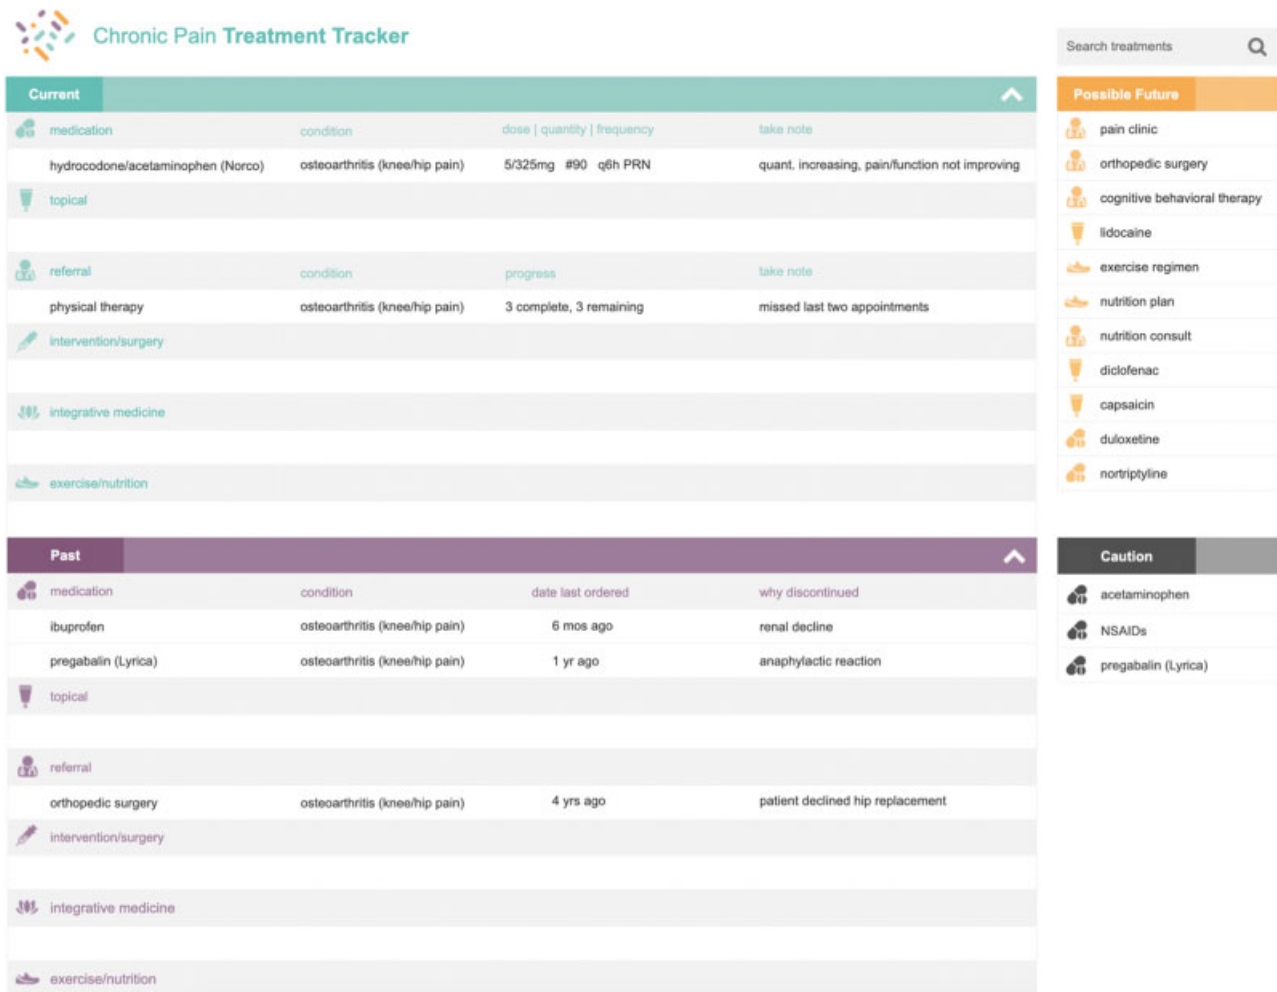 Chronic Pain Treatment Tracker
Search treatments
Current
medication condition dose | quantity | frequency take note
hydrocodone/acetaminophen (Norco) osteoarthritis (knee/hip pain) 5/325mg #90 q6h PRN quant. increasing, pain/function not improving
topical
referral condition progress take note
physical therapy osteoarthritis (knee/hip pain) 3 complete, 3 remaining missed last two appointments
intervention/surgery
integrative medicine
exercise/nutrition
Possible Future
pain clinic
orthopedic surgery
cognitive behavioral therapy
lidocaine
exercise regimen
nutrition plan
nutrition consult
diclofenac
capsaicin
duloxetine
nortriptyline
Past
medication condition date last ordered why discontinued
ibuprofen osteoarthritis (knee/hip pain) 6 mos ago renal decline
pregabalin (Lyrica) osteoarthritis (knee/hip pain) 1 yr ago anaphylactic reaction
topical
referral
orthopedic surgery osteoarthritis (knee/hip pain) 4 yrs ago patient declined hip replacement
intervention/surgery
integrative medicine
exercise/nutrition
Caution
acetaminophen
NSAIDs
pregabalin (Lyrica)